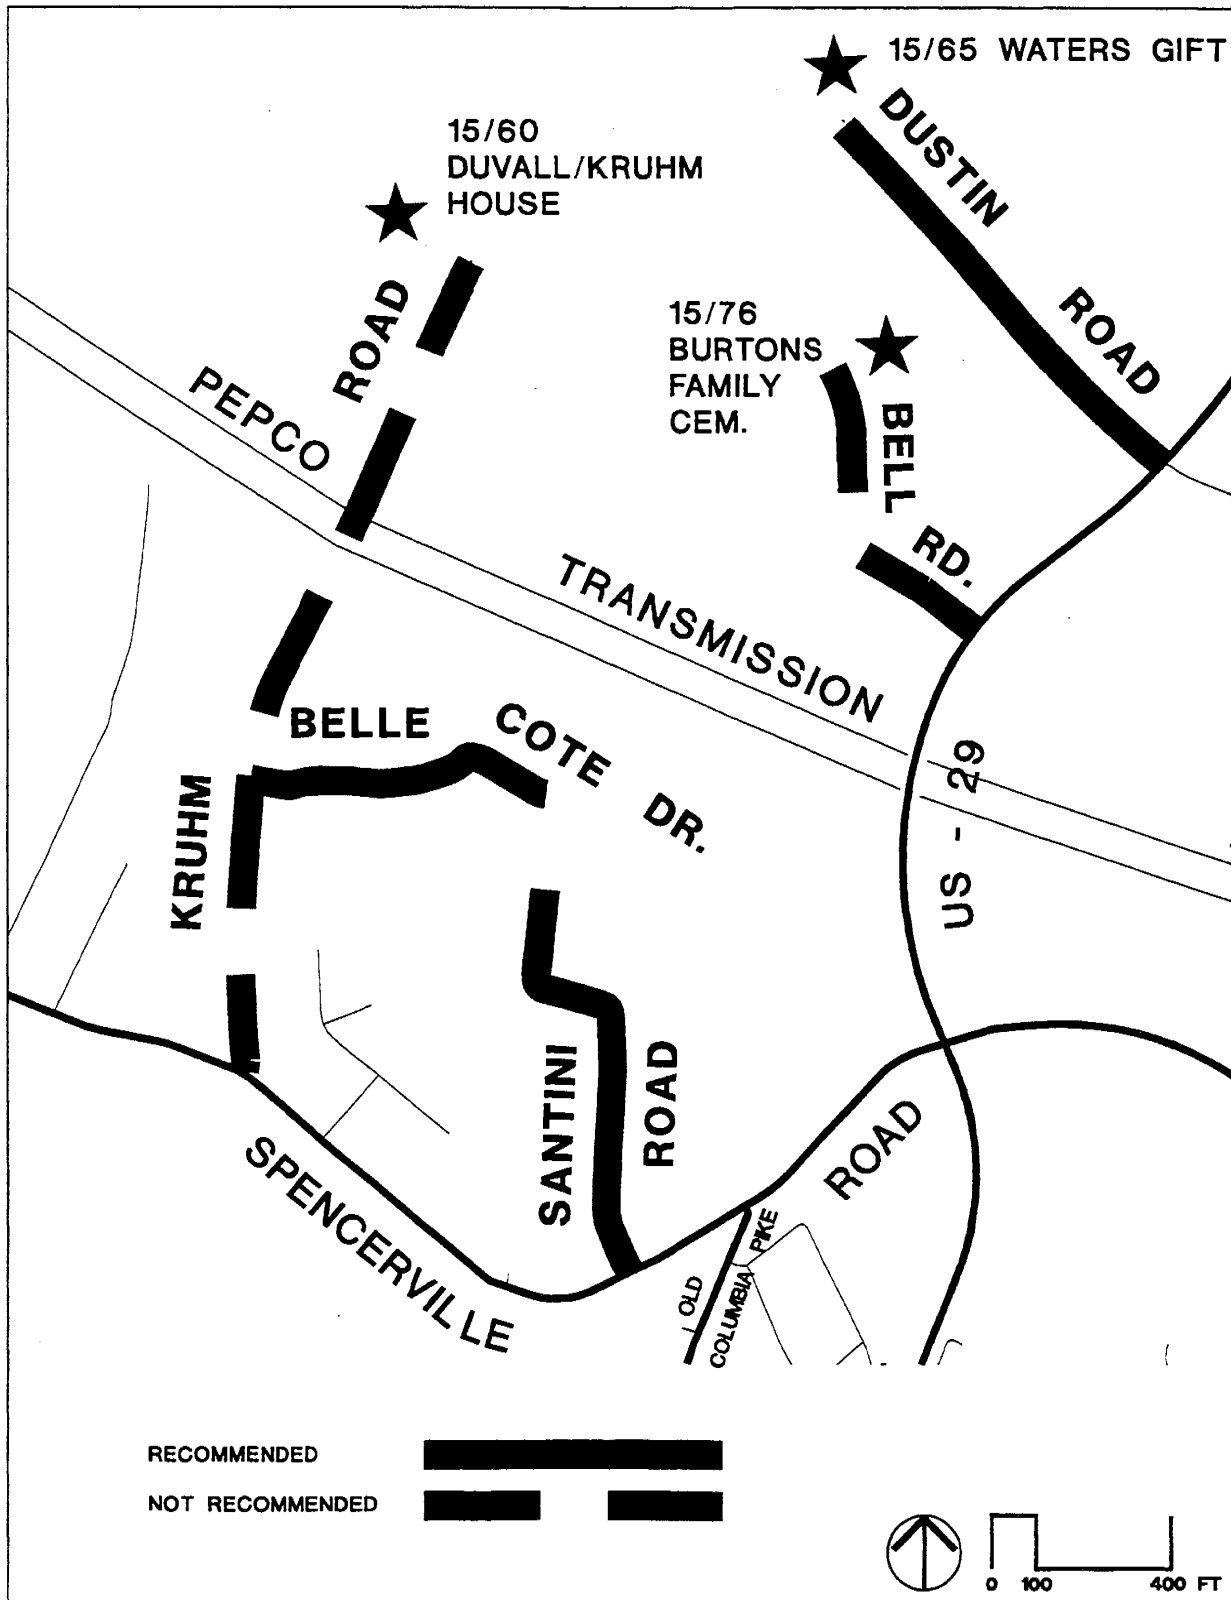 15/65 WATERS GIFT
DUSTIN ROAD
15/60
DUVALL/KRUHM
HOUSE
15/76
BURTONS
FAMILY
CEM.
BELL RD.
PEPCO TRANSMISSION
KRUHM ROAD
BELLE COTE DR.
US - 29
SANTINI ROAD
SPENCERVILLE ROAD
OLD COLUMBIA PIKE
RECOMMENDED
NOT RECOMMENDED
0 100 400 FT